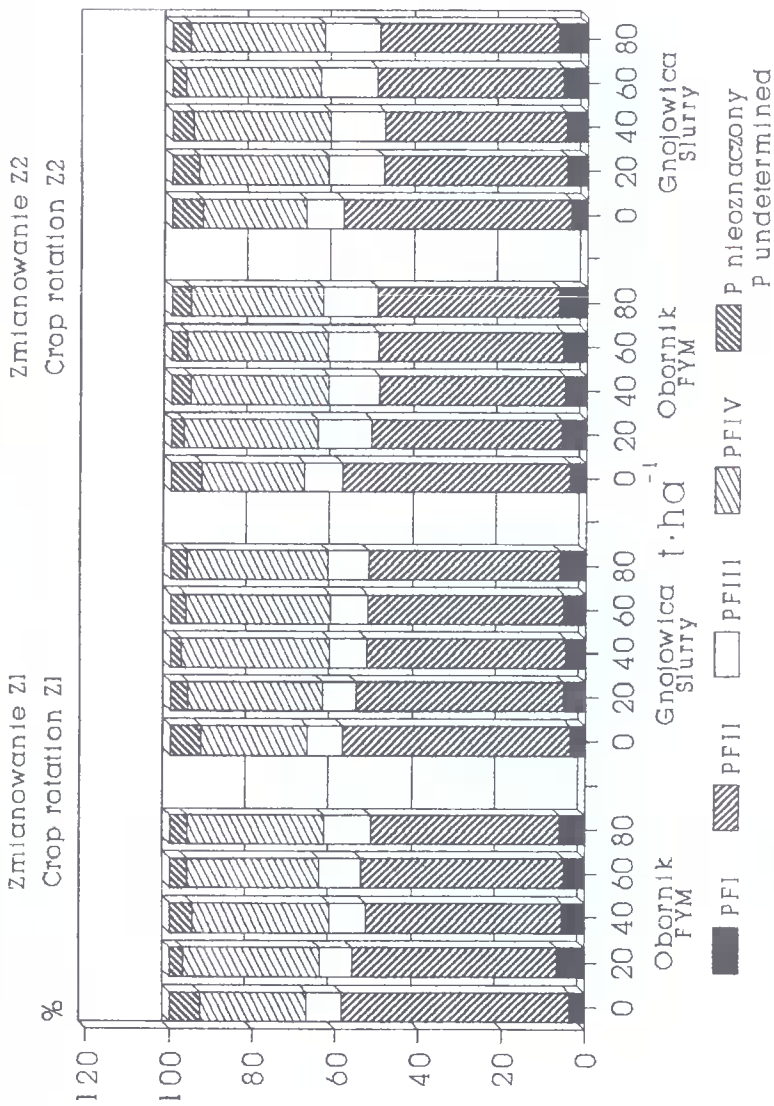 Zmianowanie Z1
Crop rotation Z1
Zmianowanie Z2
Crop rotation Z2
%
120
100
80
60
40
20
0
0 20 40 60 80
0 20 40 60 80
0 20 40 60 80
0 20 40 60 80
Obornik
FYM
Gnojowica
Slurry
t·ha⁻¹
Obornik
FYM
Gnojowica
Slurry
PFI
PFII
PFIII
PFIV
P nieoznaczony
P undetermined